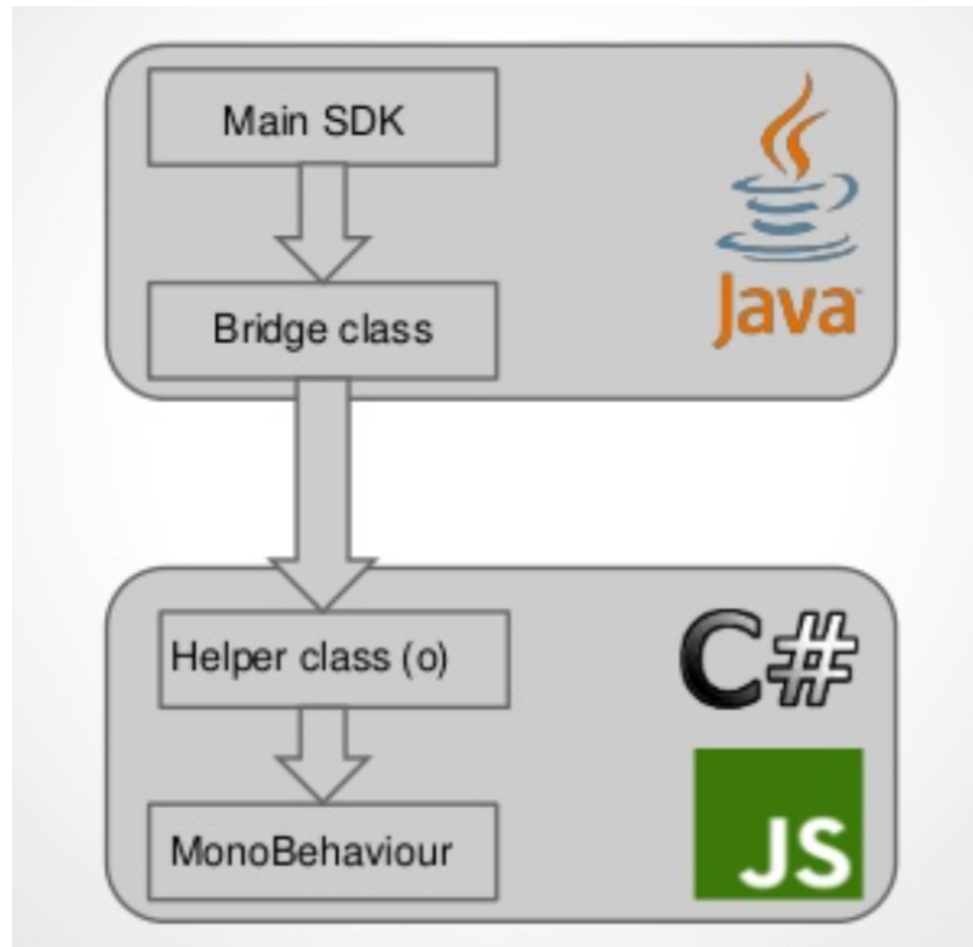 Main SDK
Java
Bridge class
Helper class (o)
C#
MonoBehaviour
JS